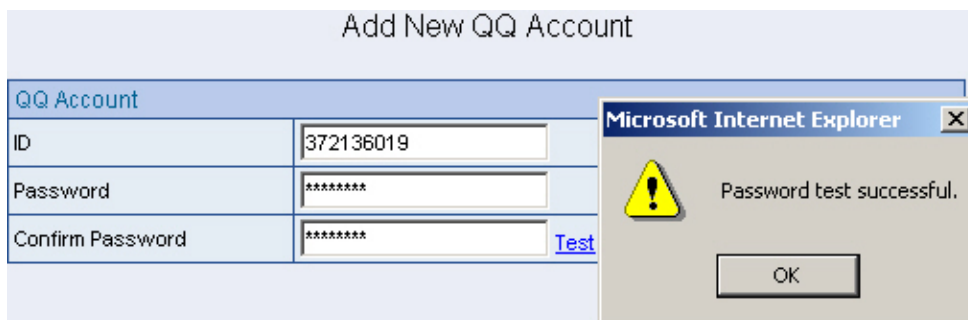 Add New QQ Account
QQ Account
Microsoft Internet Explorer
ID
372136019
Password
********
Password test successful.
Confirm Password
********
Test
OK